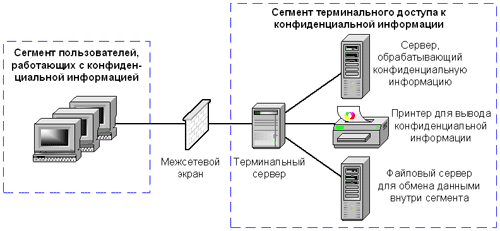 Сегмент терминального доступа к
конфиденциальной информации
Сегмент пользователей,
работающих с конфиден-
циальной информацией
Сервер,
обрабатывающий
конфиденциальную
информацию
Принтер для вывода
конфиденциальной
информации
Межсетевой
экран
Терминальный
сервер
Файловый сервер
для обмена данными
внутри сегмента